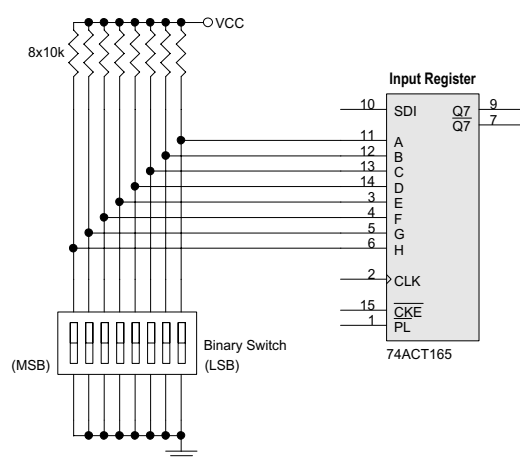 VCC
8x10k
Input Register
10 SDI Q7 9
Q7 7
11 A
12 B
13 C
14 D
3 E
4 F
5 G
6 H
2 CLK
15 CKE
1 PL
74ACT165
Binary Switch
(MSB) (LSB)